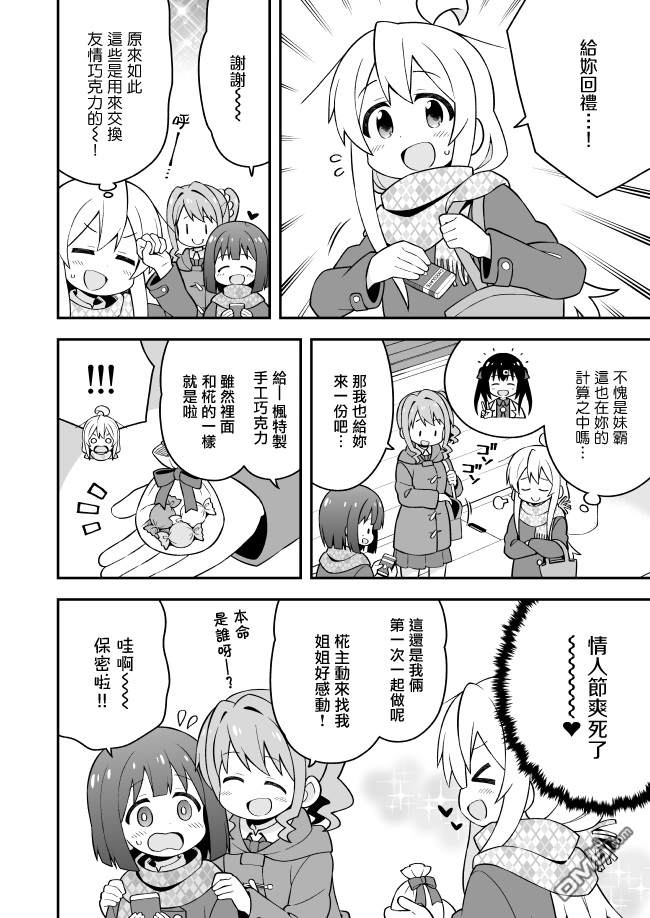 給妳回禮…!
謝謝~~
呼…
原來如此
這些是用來交換
友情巧克力的~!
不愧是妹霸
這也在妳的
計算之中嗎…
那我也給妳
來一份吧…
ゴソ
ゴソ
給—楓特製
手工巧克力
雖然裡面
和椛的一樣
就是啦
!!!
情人節爽死了~~♥
這還是我倆
第一次一起做呢
椛主動來找我
姐姐好感動!
本命
是誰呀—?
哇啊~~
保密啦!!